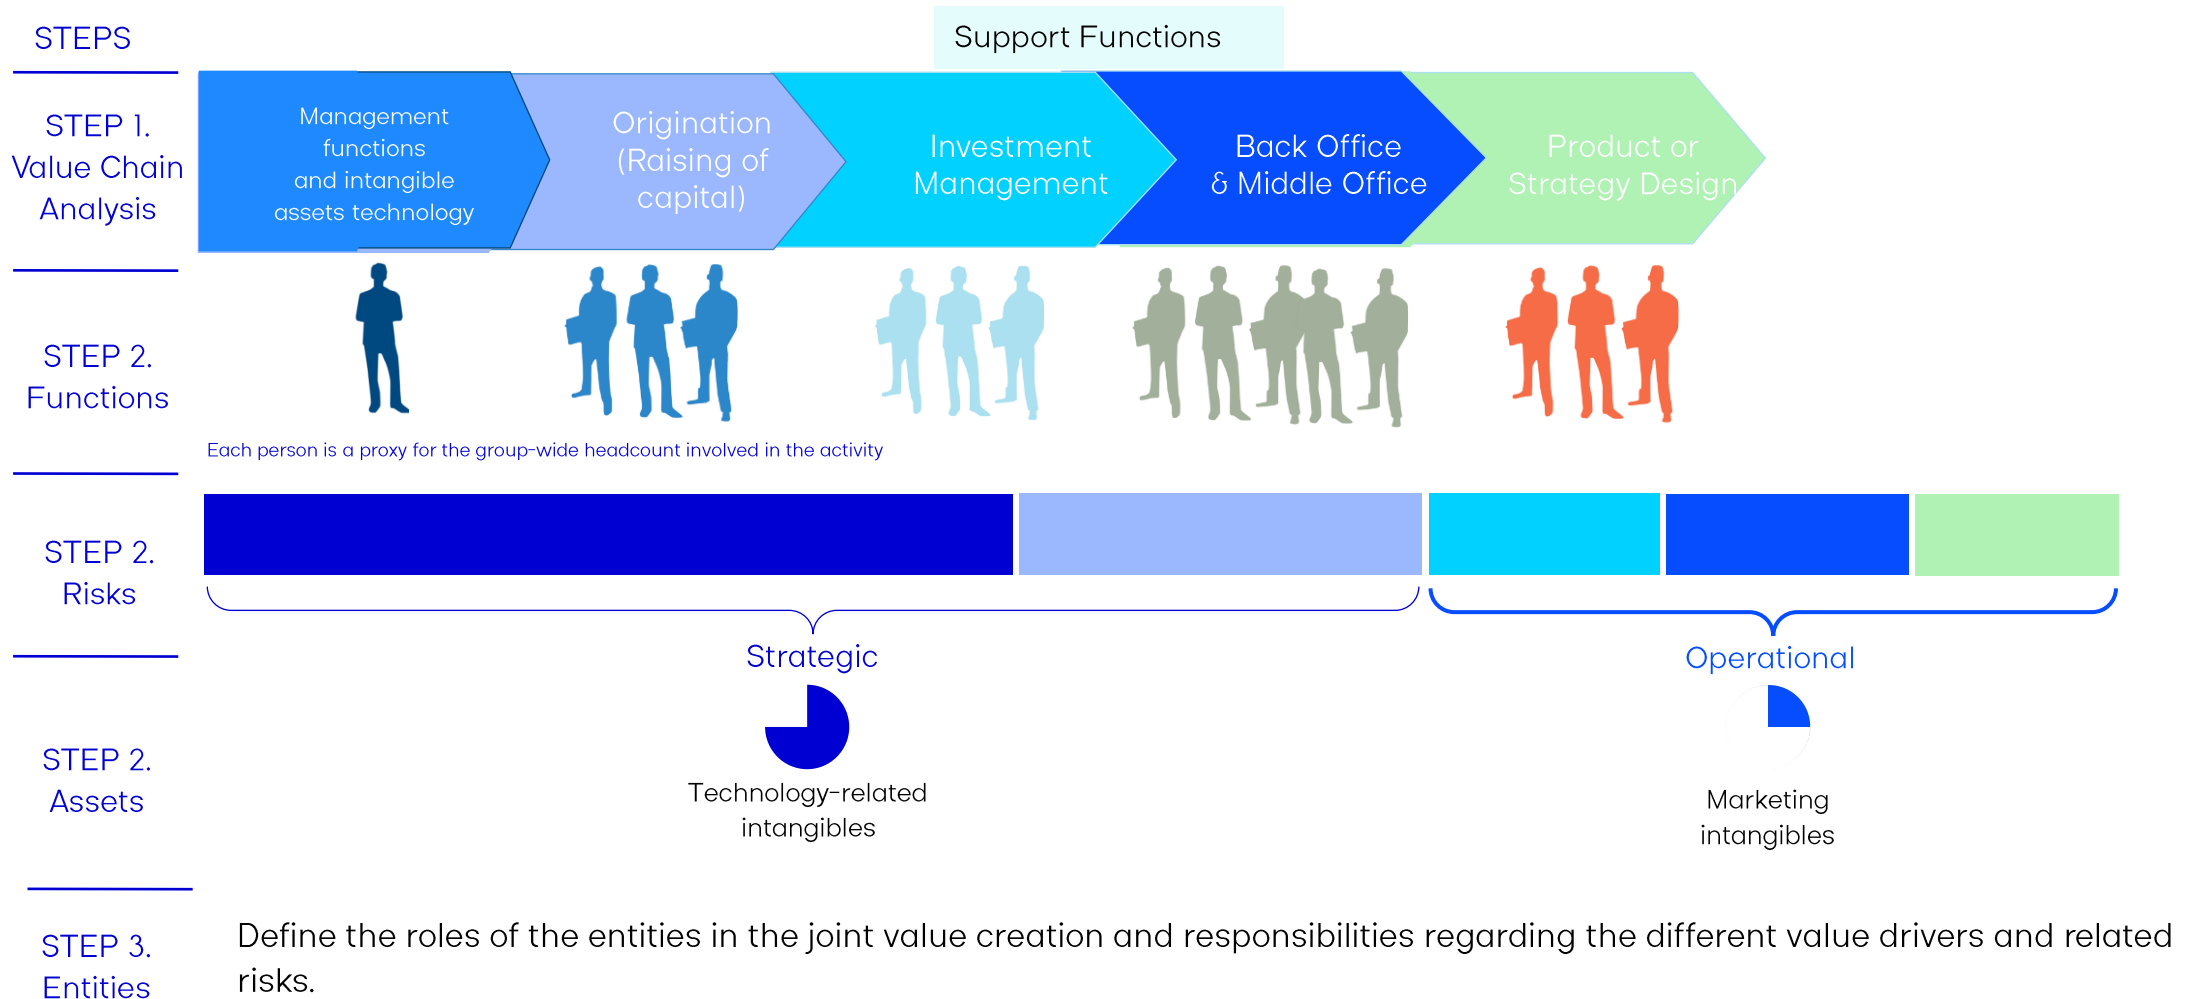 STEPS
Support Functions
STEP 1.
Value Chain
Analysis
Management
functions
and intangible
assets technology
Origination
(Raising of
capital)
Investment
Management
Back Office
& Middle Office
Product or
Strategy Design
STEP 2.
Functions
Each person is a proxy for the group-wide headcount involved in the activity
STEP 2.
Risks
Strategic
Operational
STEP 2.
Assets
Technology-related
intangibles
Marketing
intangibles
STEP 3.
Entities
Define the roles of the entities in the joint value creation and responsibilities regarding the different value drivers and related
risks.